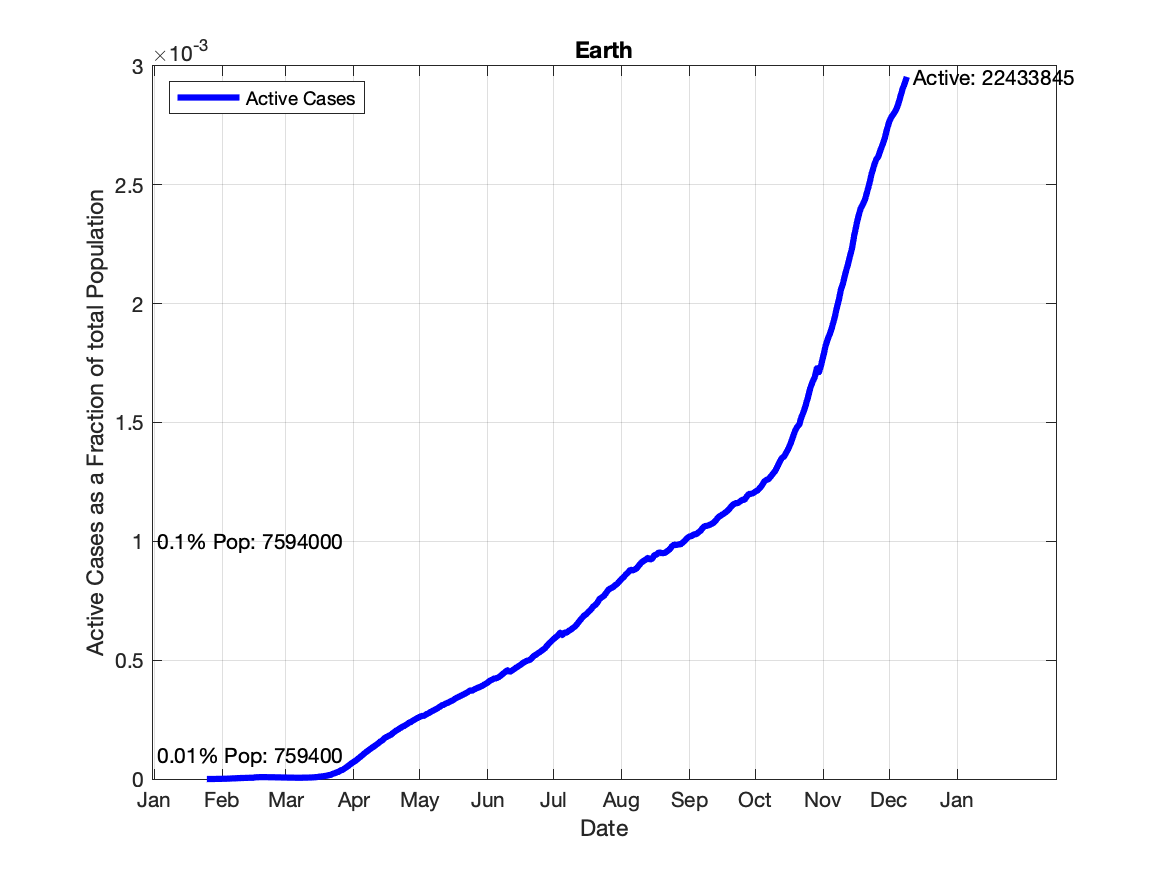 Earth
×10⁻³
3
2.5
2
1.5
1
0.5
0
Active Cases as a Fraction of total Population
Active Cases
Active: 22433845
0.1% Pop: 7594000
0.01% Pop: 759400
Jan Feb Mar Apr May Jun Jul Aug Sep Oct Nov Dec Jan
Date